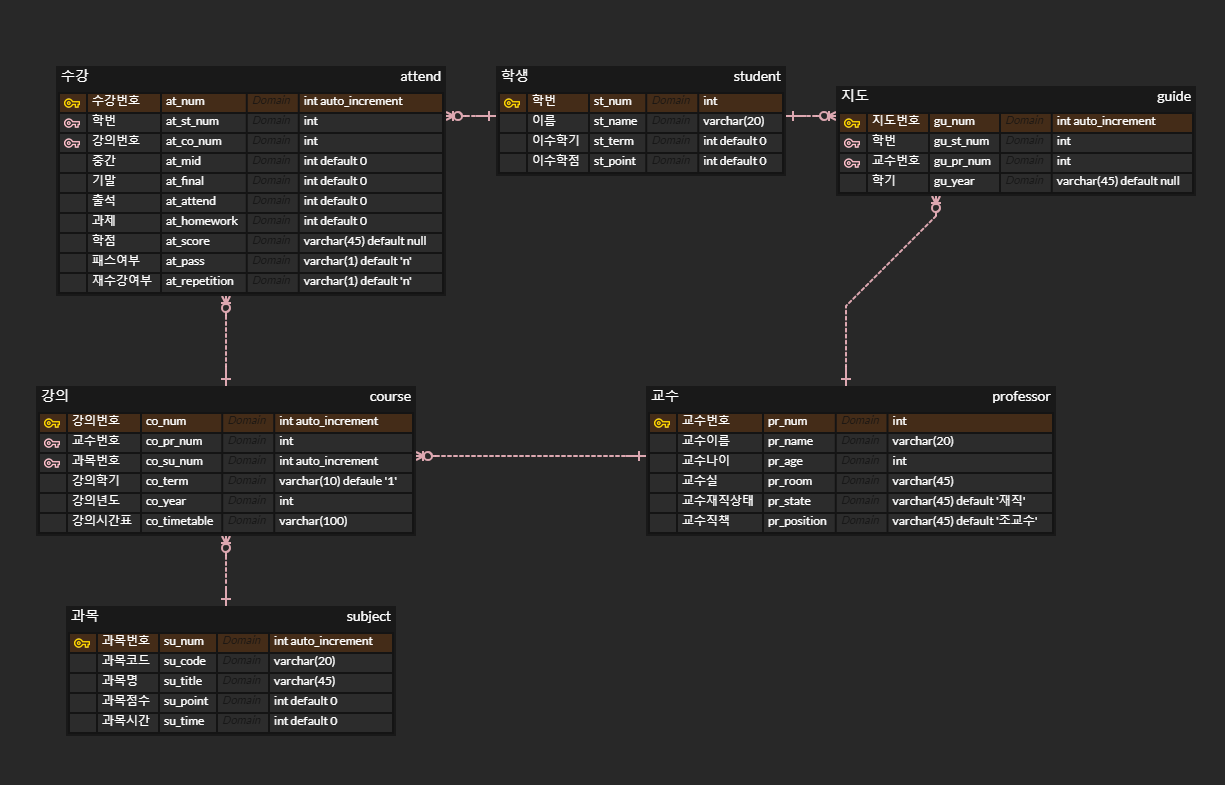 수강 attend
수강번호 at_num Domain int auto_increment
학번 at_st_num Domain int
강의번호 at_co_num Domain int
중간 at_mid Domain int default 0
기말 at_final Domain int default 0
출석 at_attend Domain int default 0
과제 at_homework Domain int default 0
학점 at_score Domain varchar(45) default null
패스여부 at_pass Domain varchar(1) default 'n'
재수강여부 at_repetition Domain varchar(1) default 'n'
학생 student
학번 st_num Domain int
이름 st_name Domain varchar(20)
이수학기 st_term Domain int default 0
이수학점 st_point Domain int default 0
지도 guide
지도번호 gu_num Domain int auto_increment
학번 gu_st_num Domain int
교수번호 gu_pr_num Domain int
학기 gu_year Domain varchar(45) default null
강의 course
강의번호 co_num Domain int auto_increment
교수번호 co_pr_num Domain int
과목번호 co_su_num Domain int auto_increment
강의학기 co_term Domain varchar(10) defaule '1'
강의년도 co_year Domain int
강의시간표 co_timetable Domain varchar(100)
교수 professor
교수번호 pr_num Domain int
교수이름 pr_name Domain varchar(20)
교수나이 pr_age Domain int
교수실 pr_room Domain varchar(45)
교수재직상태 pr_state Domain varchar(45) default '재직'
교수직책 pr_position Domain varchar(45) default '조교수'
과목 subject
과목번호 su_num Domain int auto_increment
과목코드 su_code Domain varchar(20)
과목명 su_title Domain varchar(45)
과목점수 su_point Domain int default 0
과목시간 su_time Domain int default 0